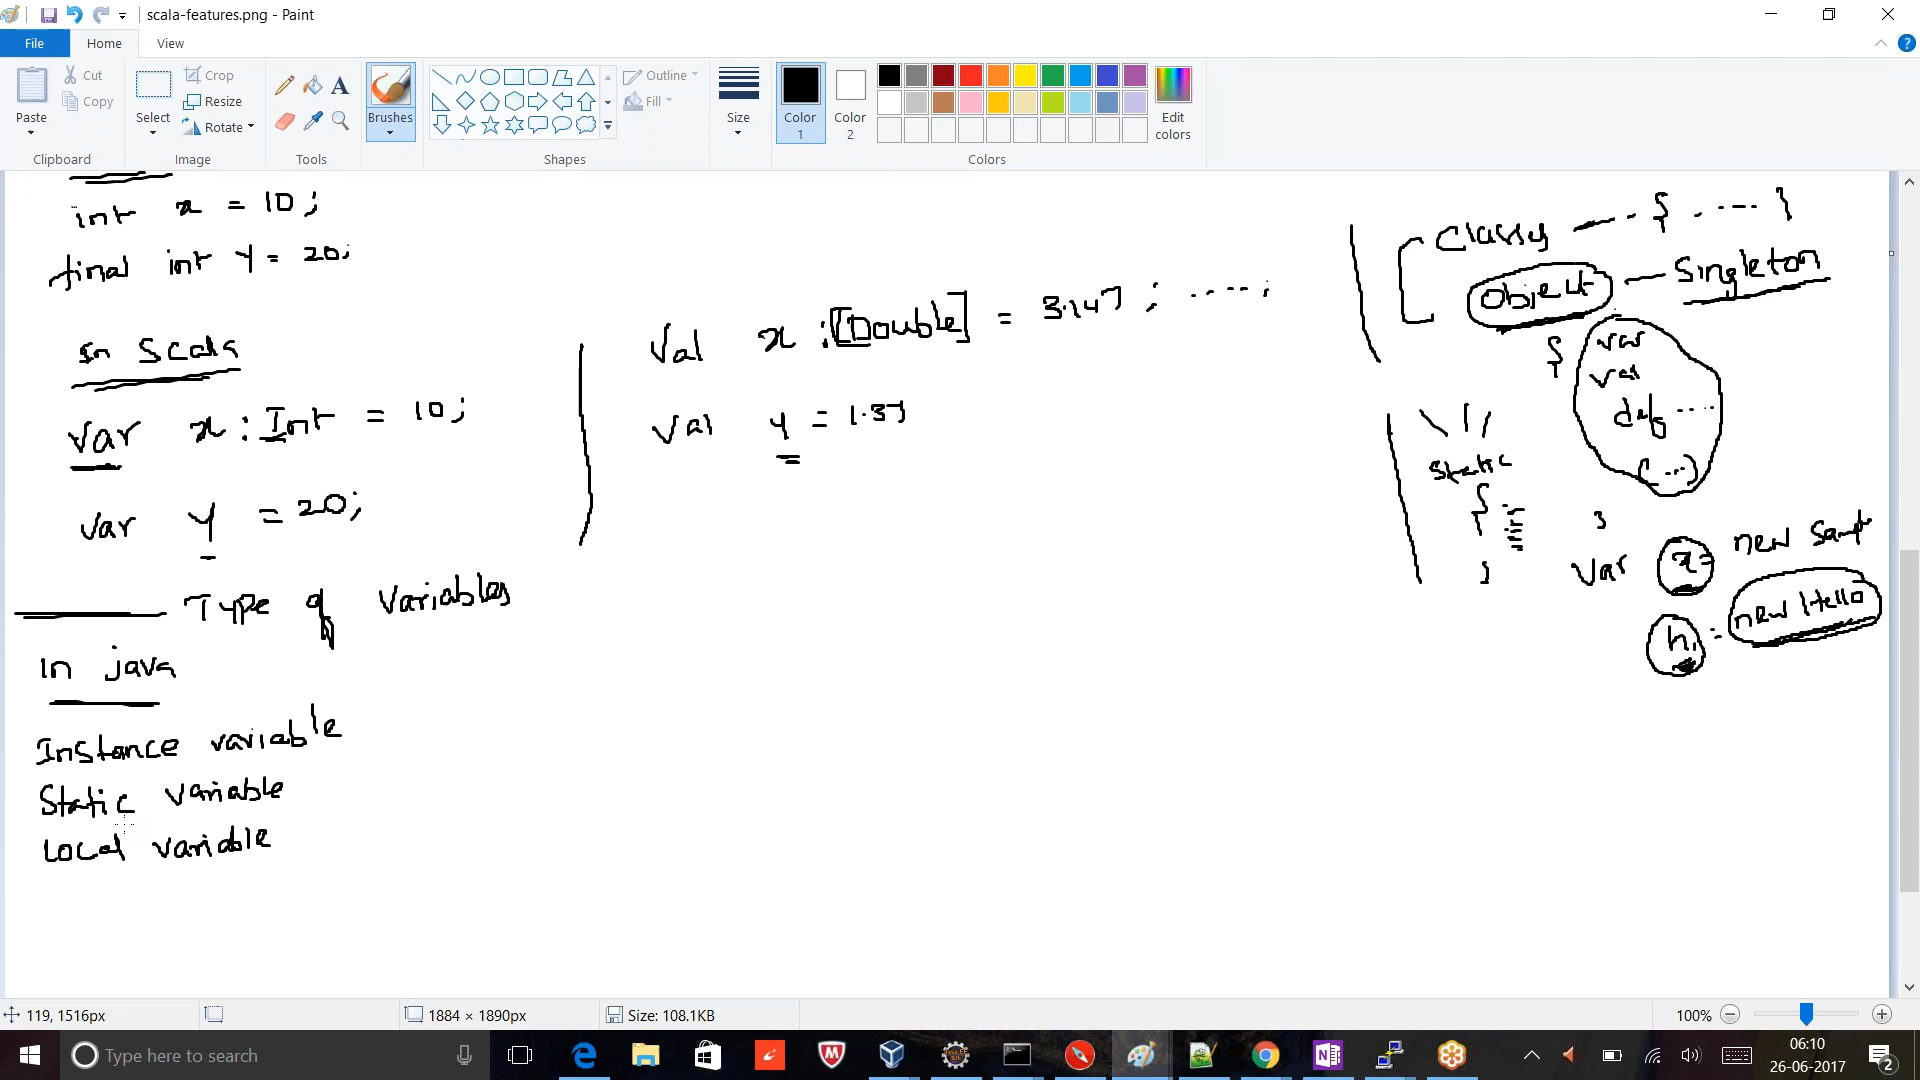 scala-features.png - Paint
File Home View
Paste
Cut
Copy
Clipboard
Select
Crop
Resize
Rotate
Image
Tools
Brushes
Outline
Fill
Shapes
Size
Color 1
Color 2
Edit colors
Colors
int x = 10;
final int y = 20;
In Scala
var x : Int = 10;
var y = 20;
Type of Variables
In java
Instance variable
Static variable
Local variable
Val x :[Double] = 3.147 ; ....;
Val y = 1.37
Classes { .... }
Object — Singleton
{ var
val
def ....
(...)
Static
{
}
var x = new Sampl
h = new Hello
119, 1516px
1884 × 1890px
Size: 108.1KB
100%
Type here to search
06:10
26-06-2017
2